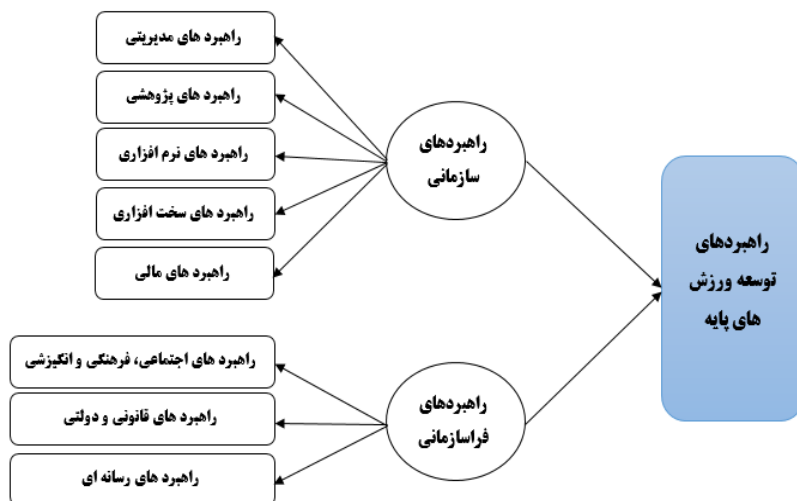 راهبردهای
توسعه ورزش
های پایه
راهبردهای
سازمانی
راهبرد های مدیریتی
راهبرد های پژوهشی
راهبرد های نرم افزاری
راهبرد های سخت افزاری
راهبرد های مالی
راهبردهای
فراسازمانی
راهبرد های اجتماعی، فرهنگی و انگیزشی
راهبرد های قانونی و دولتی
راهبرد های رسانه ای